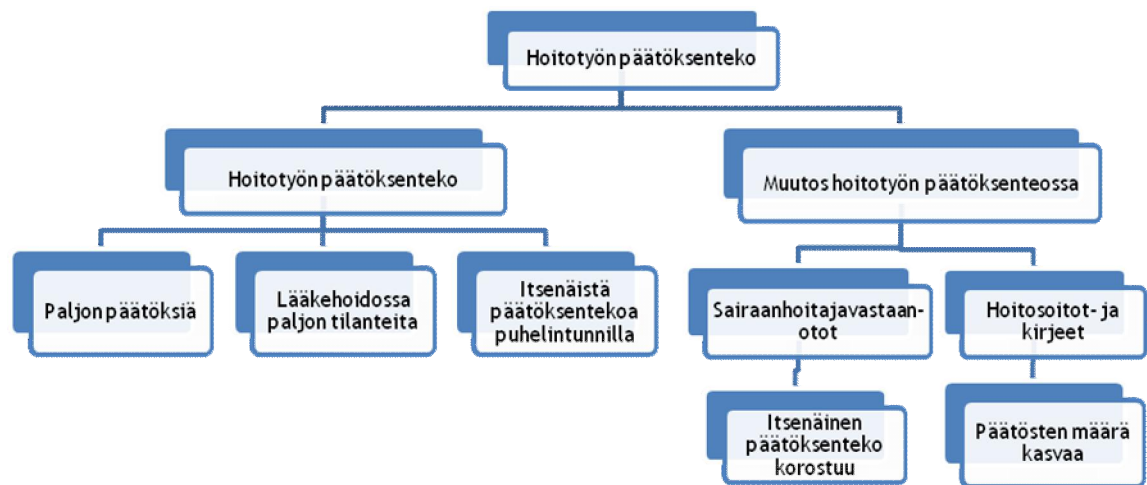 Hoitotyön päätöksenteko
Hoitotyön päätöksenteko
Muutos hoitotyön päätöksenteossa
Paljon päätöksiä
Lääkehoidossa
paljon tilanteita
Itsenäistä
päätöksentekoa
puhelintunnilla
Sairaanhoitajavastaan-
otot
Hoitosoitot- ja
kirjeet
Itsenäinen
päätöksenteko
korostuu
Päätösten määrä
kasvaa